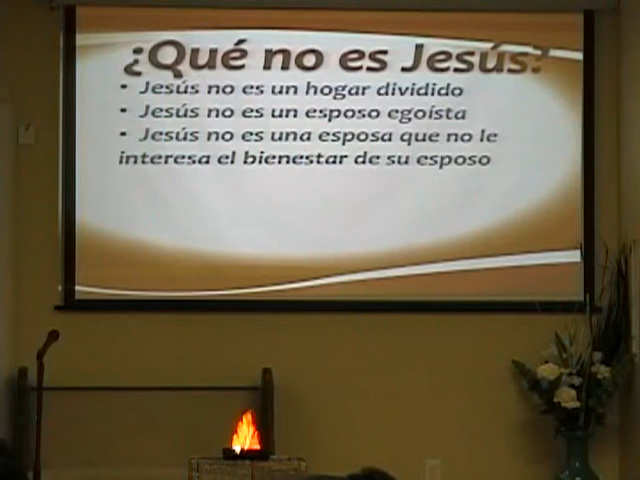 ¿Qué no es Jesús?
• Jesús no es un hogar dividido
• Jesús no es un esposo egoísta
• Jesús no es una esposa que no le
interesa el bienestar de su esposo